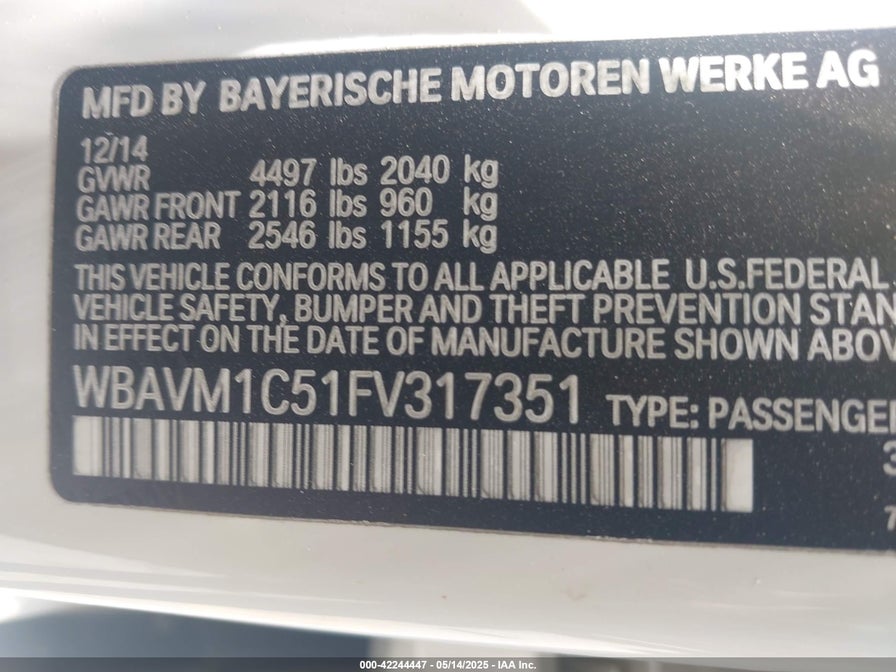 MFD BY BAYERISCHE MOTOREN WERKE AG
12/14
GVWR 4497 lbs 2040 kg
GAWR FRONT 2116 lbs 960 kg
GAWR REAR 2546 lbs 1155 kg
THIS VEHICLE CONFORMS TO ALL APPLICABLE U.S.FEDERAL
VEHICLE SAFETY, BUMPER AND THEFT PREVENTION STAN
IN EFFECT ON THE DATE OF MANUFACTURE SHOWN ABOV
WBAVM1C51FV317351 TYPE: PASSENGER
3
7
000-42244447 - 05/14/2025 - IAA Inc.